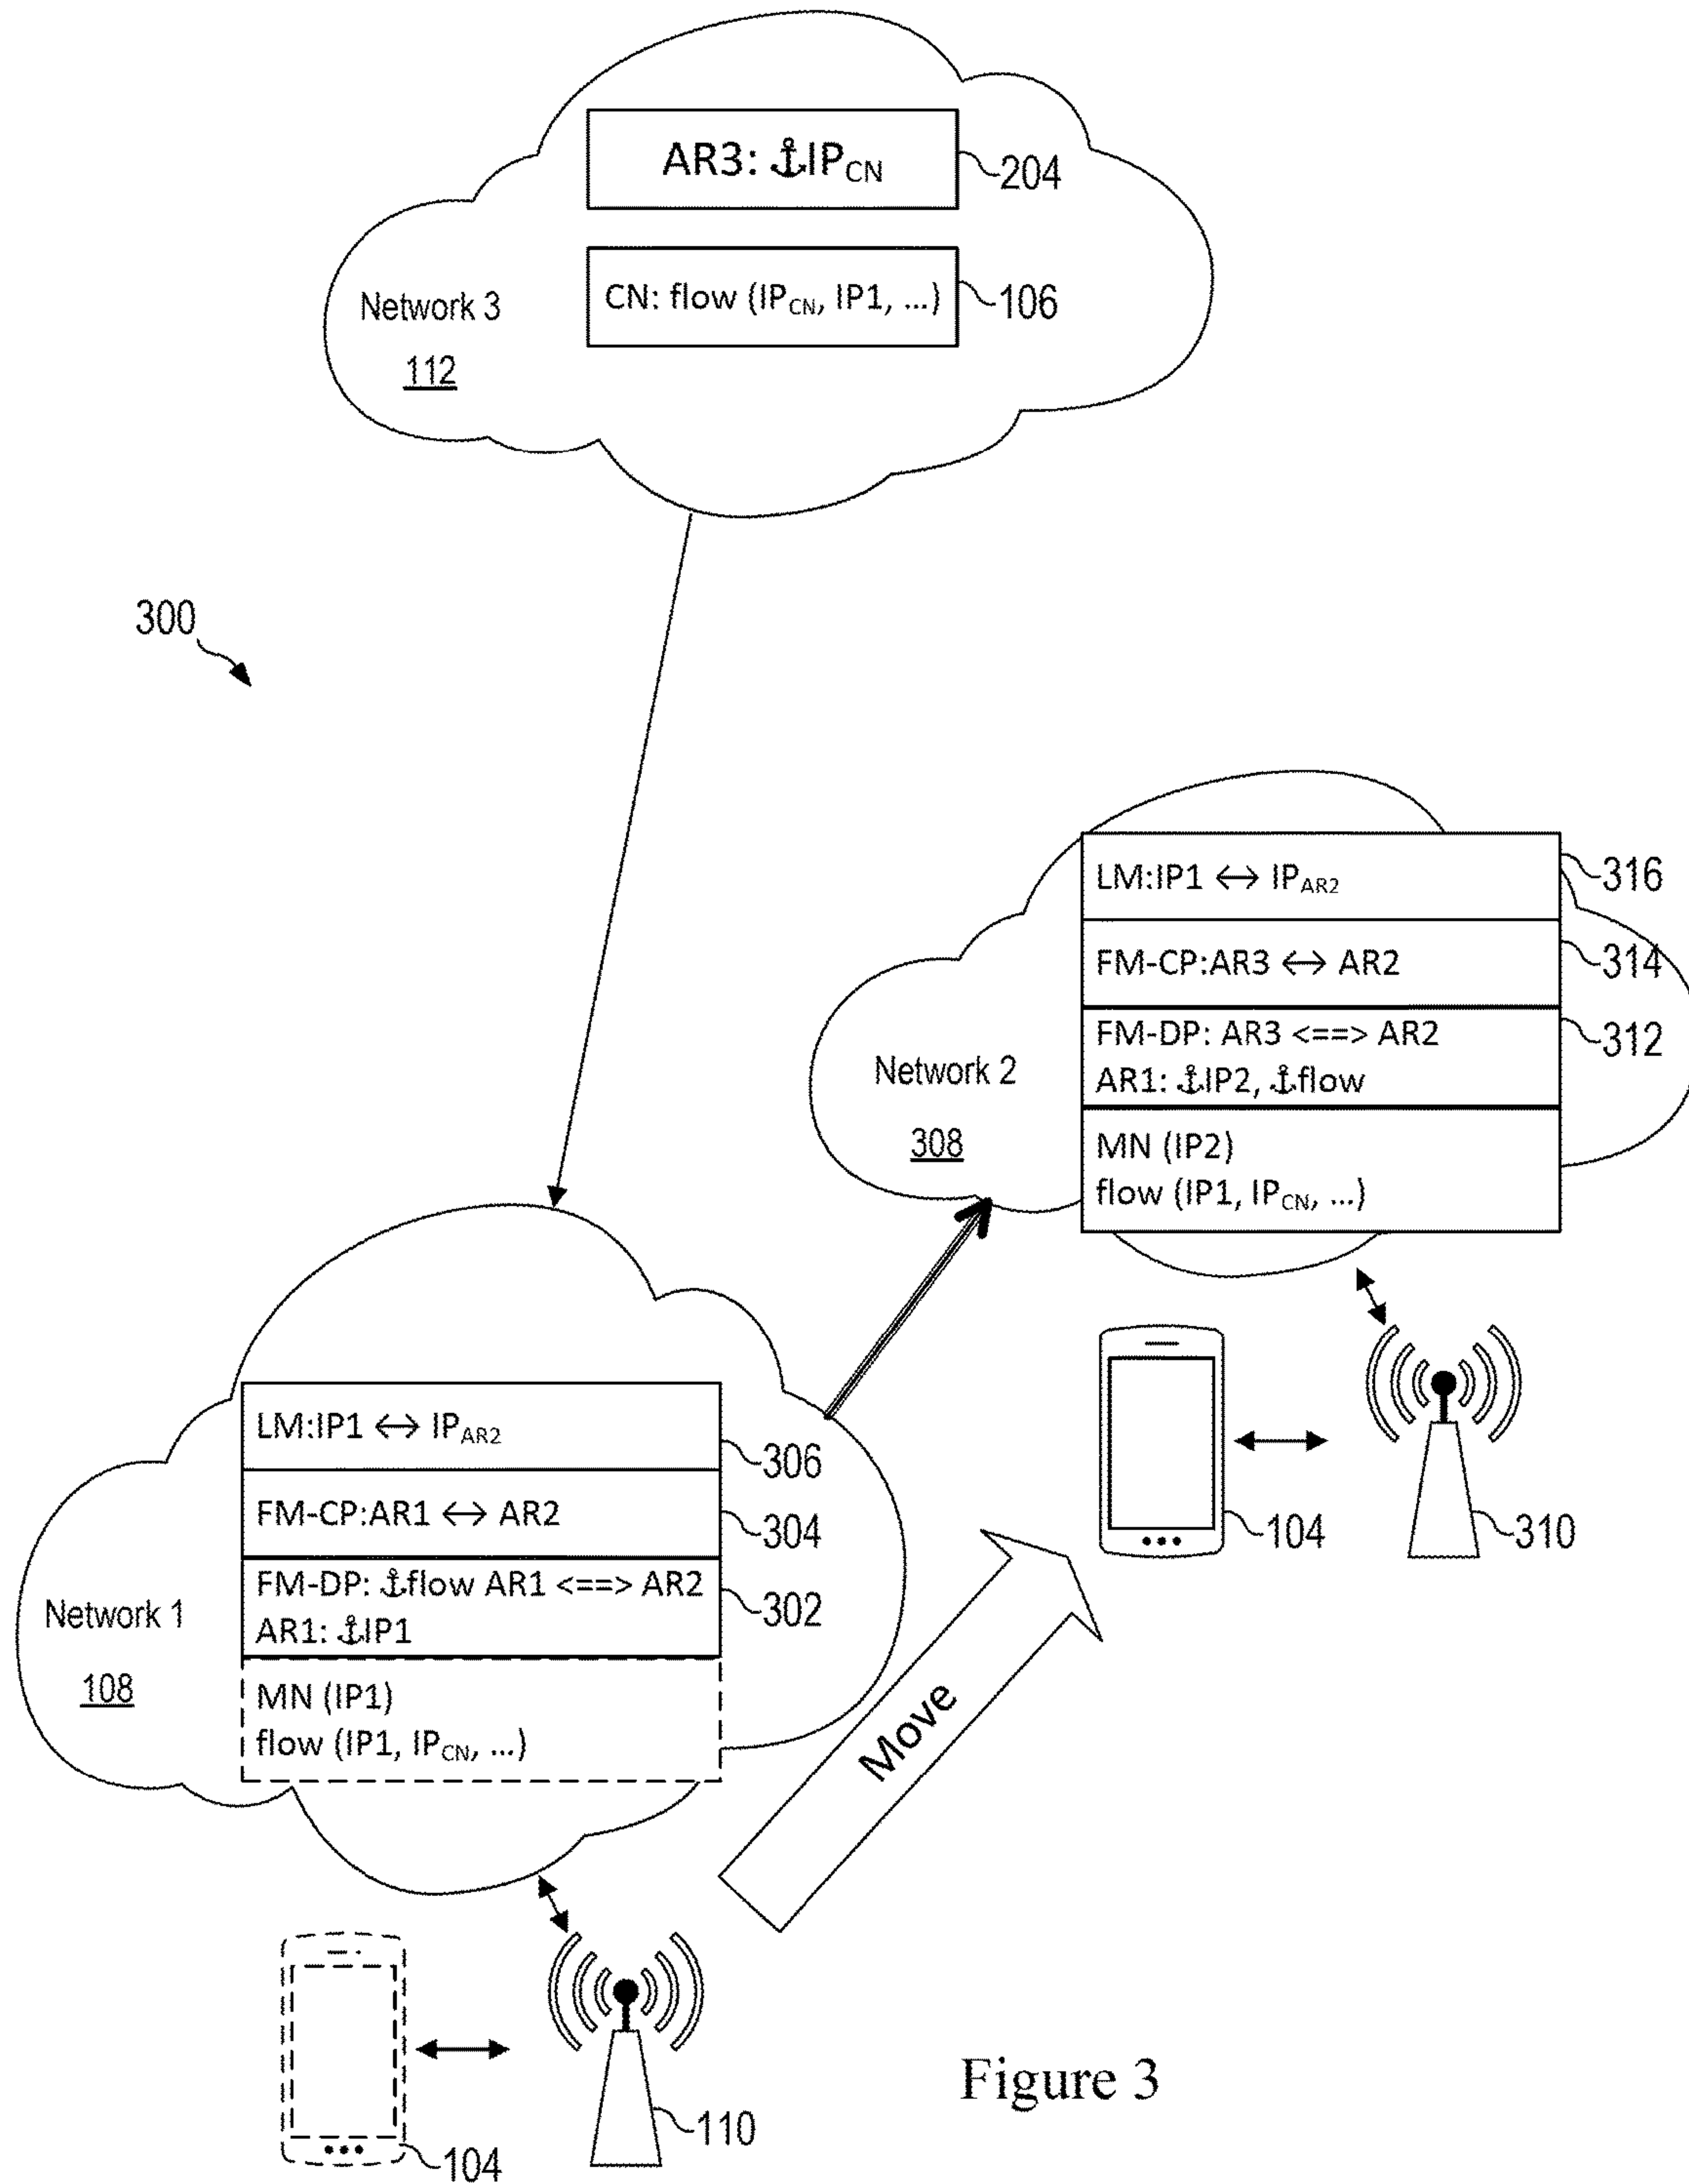 AR3: ⚓IPCN
204
CN: flow (IPCN, IP1, ...)
106
Network 3
112
300
LM:IP1 ↔ IPAR2
316
FM-CP:AR3 ↔ AR2
314
FM-DP: AR3 <==> AR2
AR1: ⚓IP2, ⚓flow
312
Network 2
308
MN (IP2)
flow (IP1, IPCN, ...)
LM:IP1 ↔ IPAR2
306
FM-CP:AR1 ↔ AR2
304
FM-DP: ⚓flow AR1 <==> AR2
AR1: ⚓IP1
302
Network 1
108
MN (IP1)
flow (IP1, IPCN, ...)
104
310
Move
104
110
Figure 3